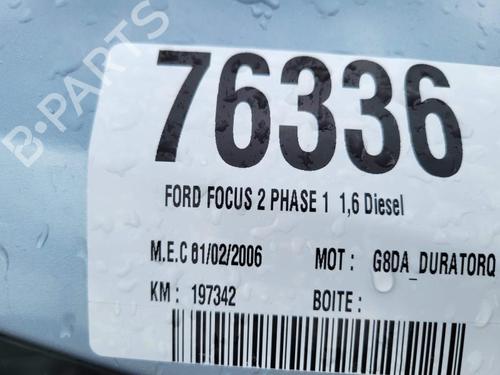 B-PARTS
76336
FORD FOCUS 2 PHASE 1 1,6 Diesel
M.E.C 01/02/2006 MOT : G8DA_DURATORQ
KM : 197342 BOITE :